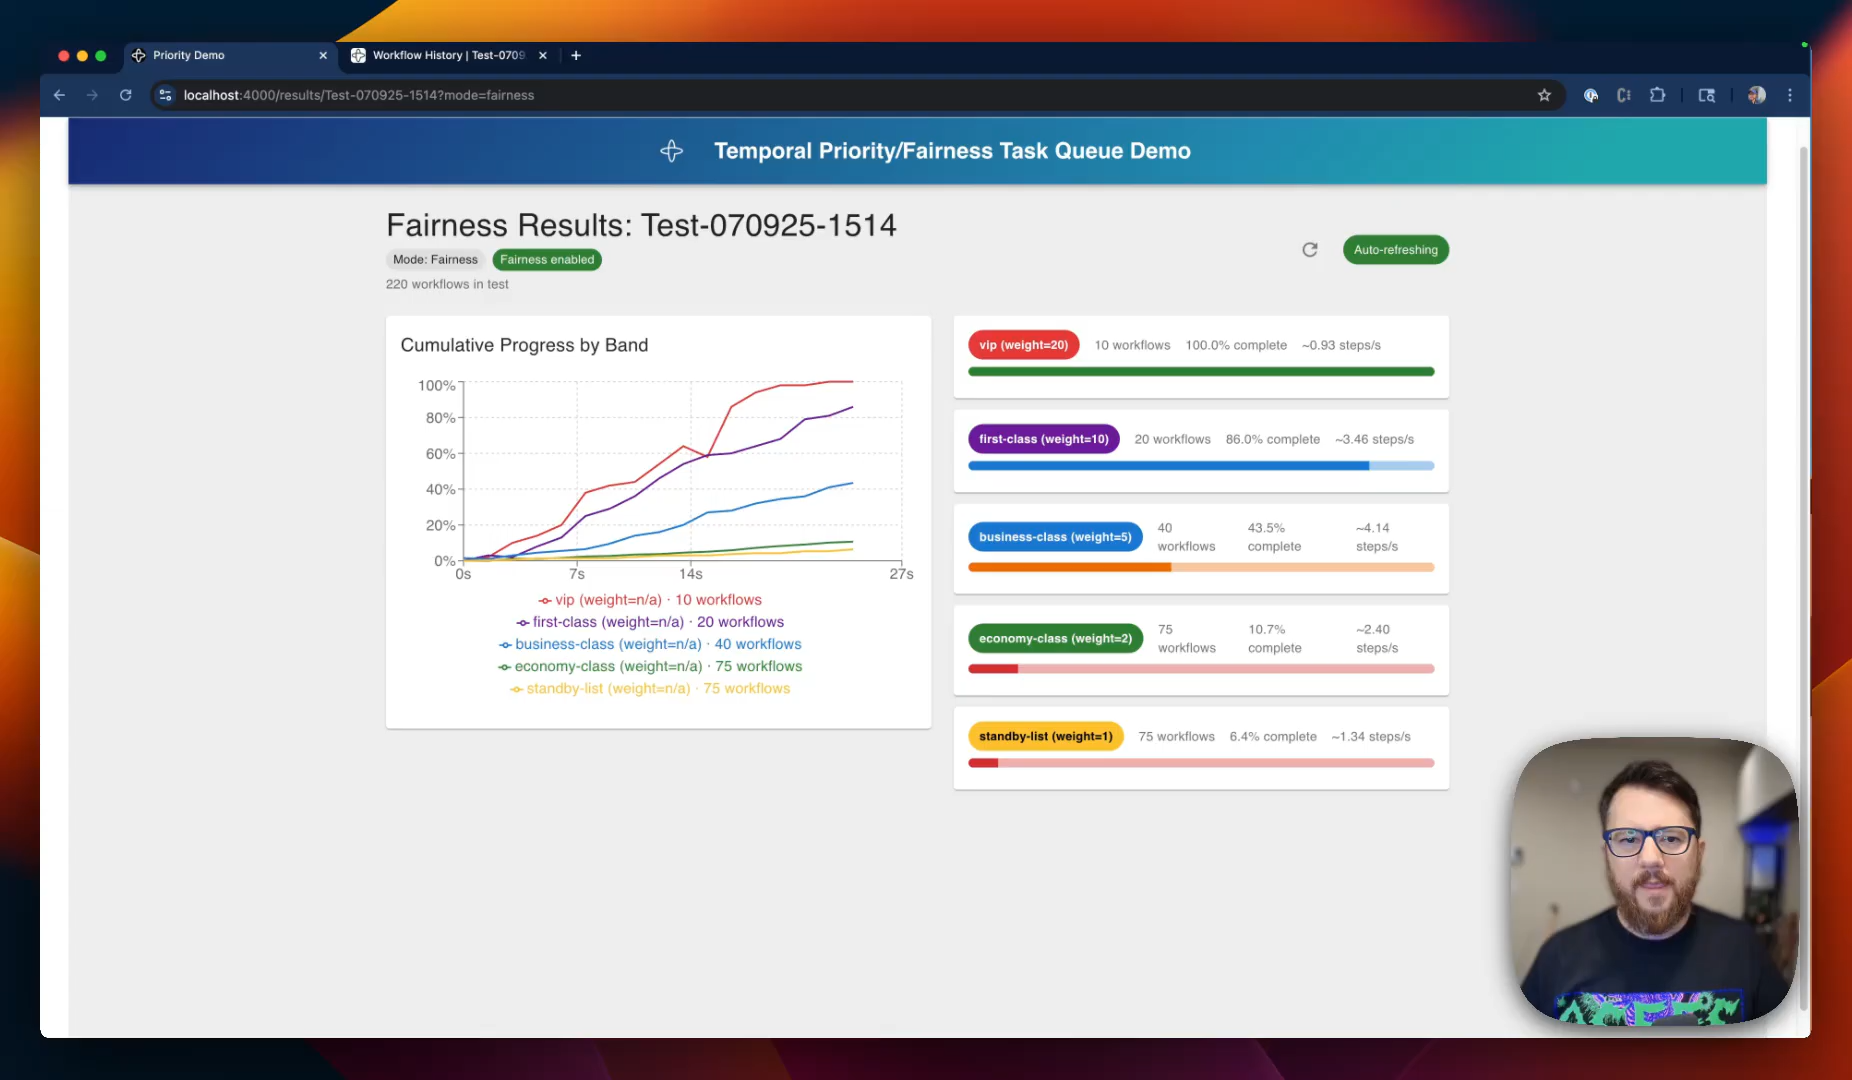 Priority Demo
Workflow History | Test-0709
localhost:4000/results/Test-070925-1514?mode=fairness
Temporal Priority/Fairness Task Queue Demo
Fairness Results: Test-070925-1514
Mode: Fairness
Fairness enabled
220 workflows in test
Auto-refreshing
Cumulative Progress by Band
100%
80%
60%
40%
20%
0%
0s
7s
14s
27s
vip (weight=n/a) · 10 workflows
first-class (weight=n/a) · 20 workflows
business-class (weight=n/a) · 40 workflows
economy-class (weight=n/a) · 75 workflows
standby-list (weight=n/a) · 75 workflows
vip (weight=20) 10 workflows 100.0% complete ~0.93 steps/s
first-class (weight=10) 20 workflows 86.0% complete ~3.46 steps/s
business-class (weight=5) 40 workflows 43.5% complete ~4.14 steps/s
economy-class (weight=2) 75 workflows 10.7% complete ~2.40 steps/s
standby-list (weight=1) 75 workflows 6.4% complete ~1.34 steps/s